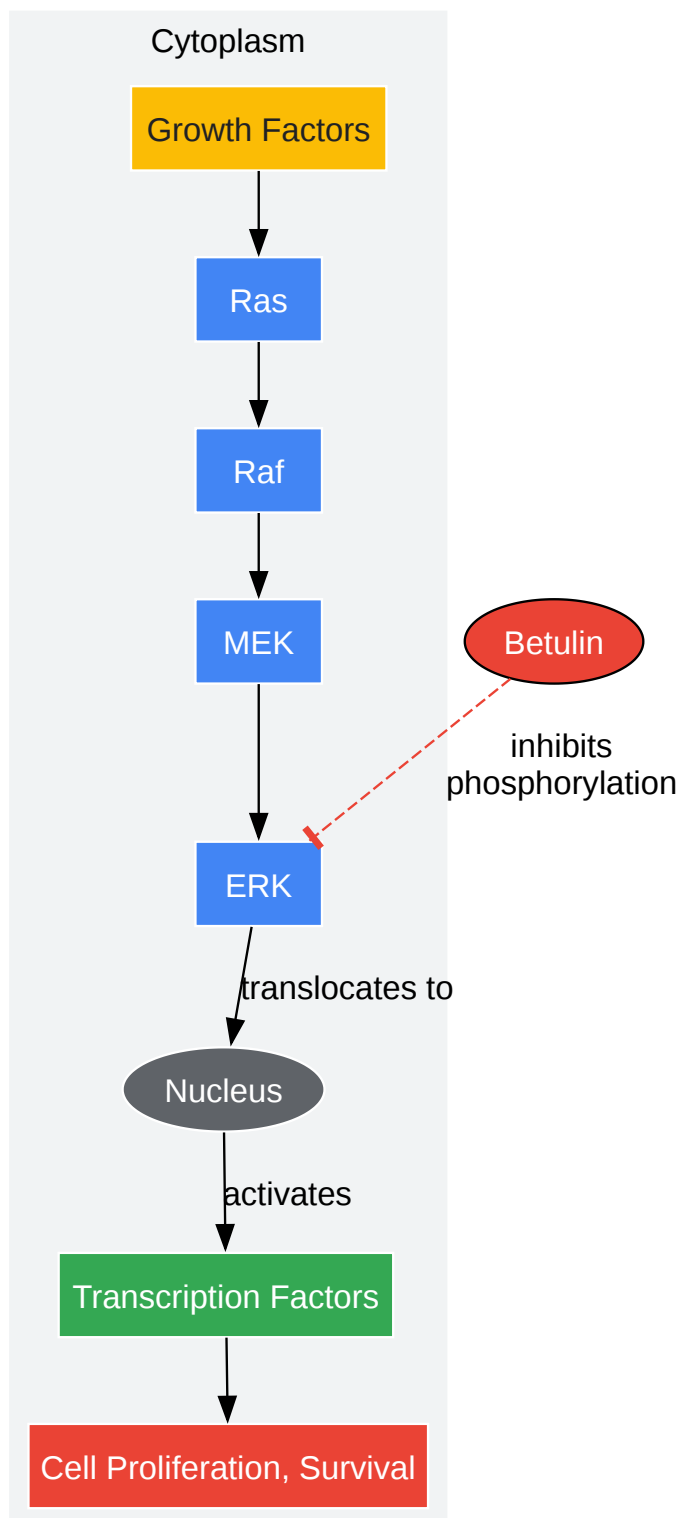 Cytoplasm
Growth Factors
Ras
Raf
MEK
Betulin
inhibits
phosphorylation
ERK
translocates to
Nucleus
activates
Transcription Factors
Cell Proliferation, Survival